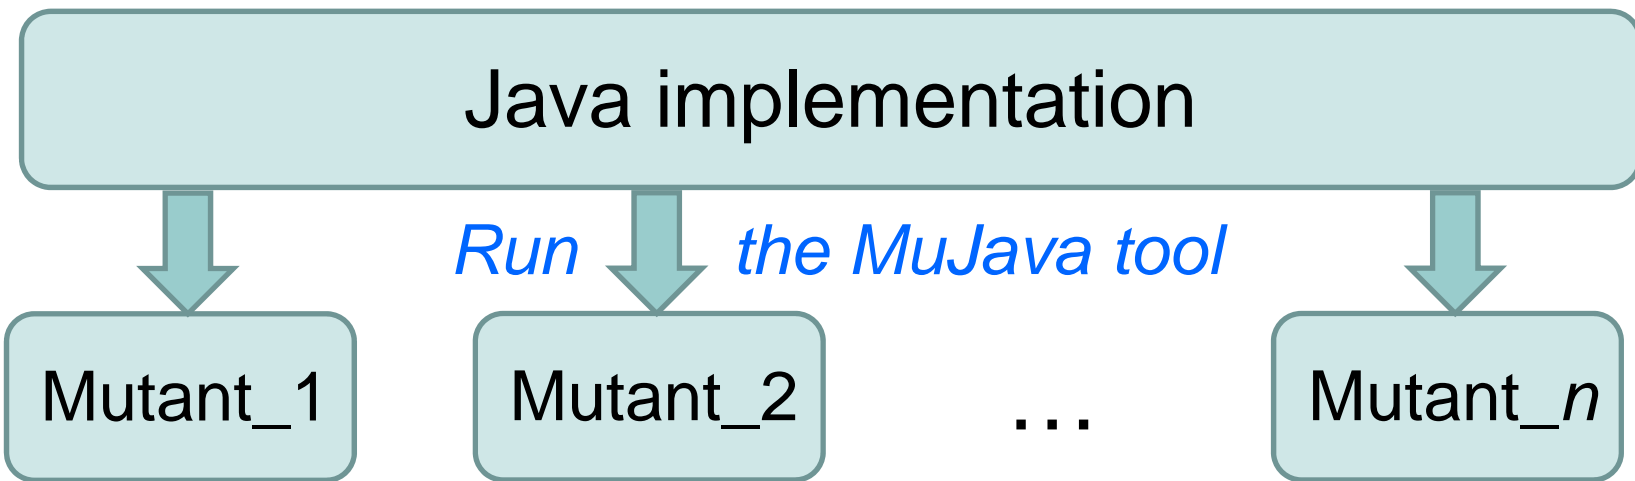 Java implementation
Run the MuJava tool
Mutant_1 Mutant_2 … Mutant_n